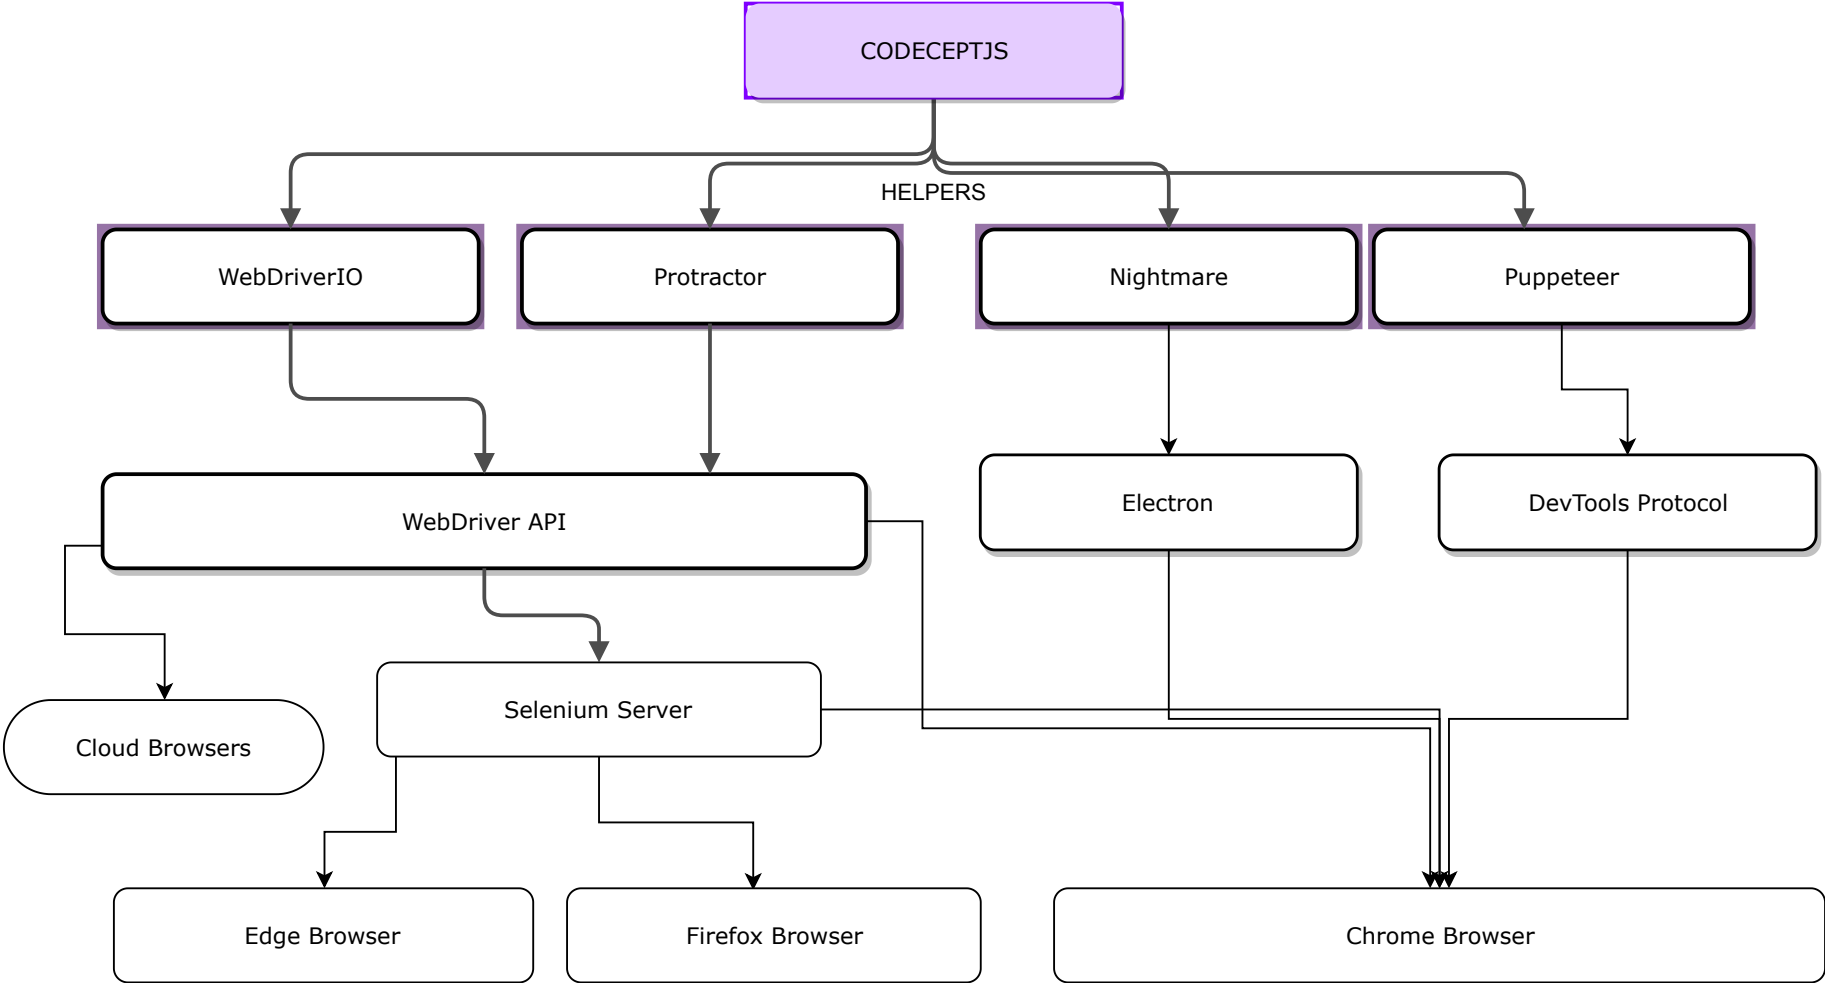 CODECEPTJS
HELPERS
WebDriverIO
Protractor
Nightmare
Puppeteer
WebDriver API
Electron
DevTools Protocol
Selenium Server
Cloud Browsers
Edge Browser
Firefox Browser
Chrome Browser